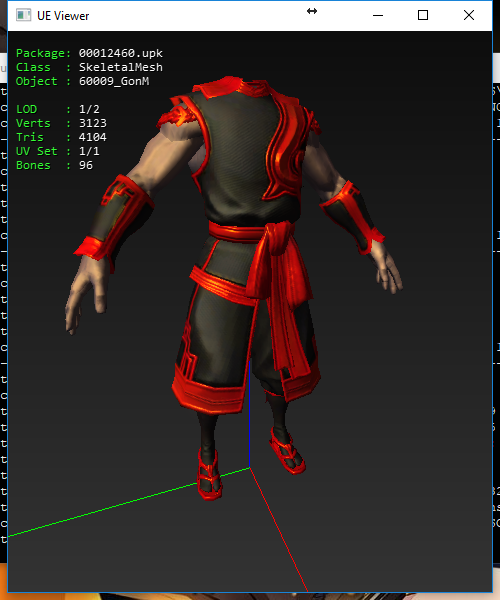 UE Viewer
Package: 00012460.upk
Class : SkeletalMesh
Object : 60009_GonM
LOD : 1/2
Verts : 3123
Tris : 4104
UV Set : 1/1
Bones : 96